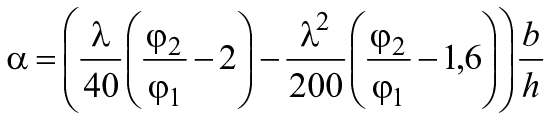 α = (λ/40 (φ₂/φ₁ − 2) − λ²/200 (φ₂/φ₁ − 1,6)) b/h